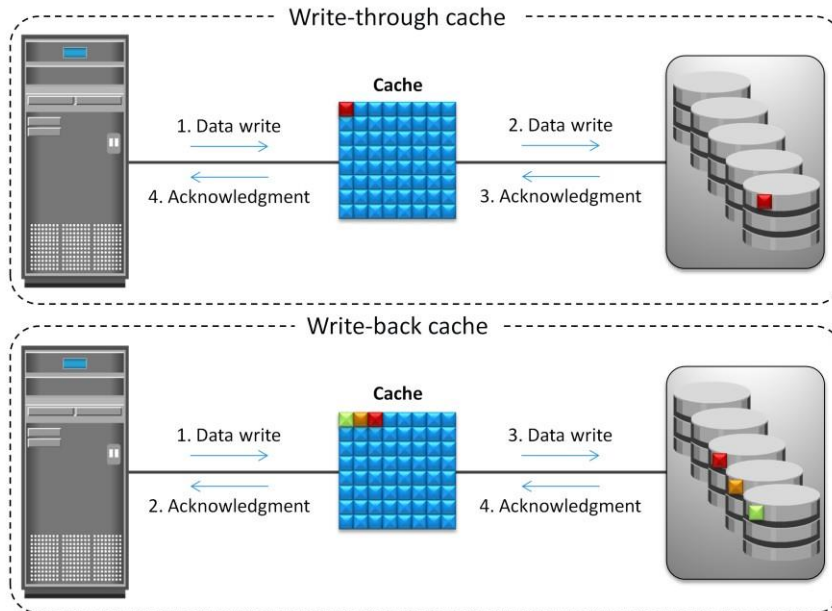 Write-through cache
Cache
1. Data write
2. Data write
4. Acknowledgment
3. Acknowledgment
Write-back cache
Cache
1. Data write
3. Data write
2. Acknowledgment
4. Acknowledgment